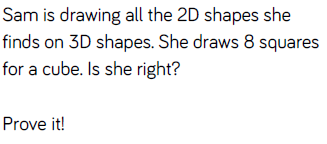 Sam is drawing all the 2D shapes she
finds on 3D shapes. She draws 8 squares
for a cube. Is she right?
Prove it!